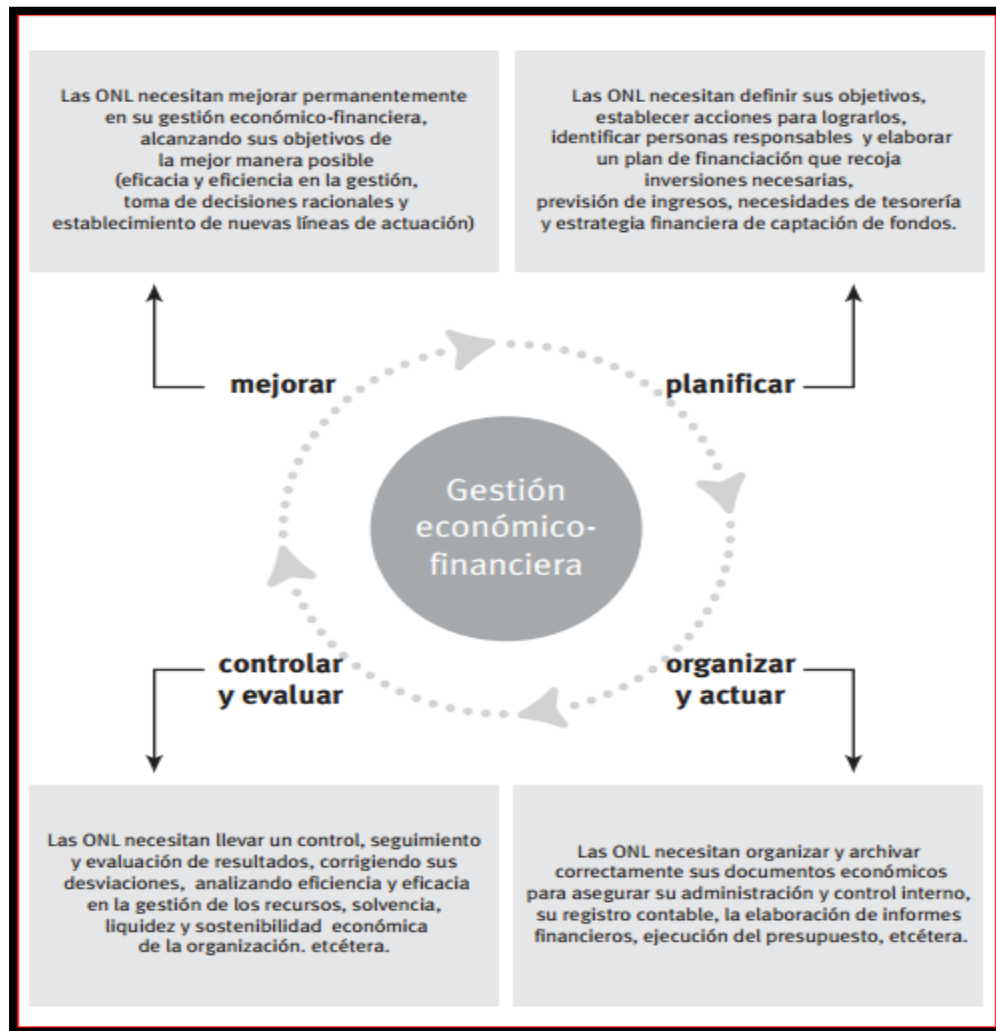 Las ONL necesitan mejorar permanentemente
en su gestión económico-financiera,
alcanzando sus objetivos de
la mejor manera posible
(eficacia y eficiencia en la gestión,
toma de decisiones racionales y
establecimiento de nuevas líneas de actuación)
Las ONL necesitan definir sus objetivos,
establecer acciones para lograrlos,
identificar personas responsables y elaborar
un plan de financiación que recoja
inversiones necesarias,
previsión de ingresos, necesidades de tesorería
y estrategia financiera de captación de fondos.
mejorar
planificar
Gestión
económico-
financiera
controlar
y evaluar
organizar
y actuar
Las ONL necesitan llevar un control, seguimiento
y evaluación de resultados, corrigiendo sus
desviaciones, analizando eficiencia y eficacia
en la gestión de los recursos, solvencia,
liquidez y sostenibilidad económica
de la organización. etcétera.
Las ONL necesitan organizar y archivar
correctamente sus documentos económicos
para asegurar su administración y control interno,
su registro contable, la elaboración de informes
financieros, ejecución del presupuesto, etcétera.